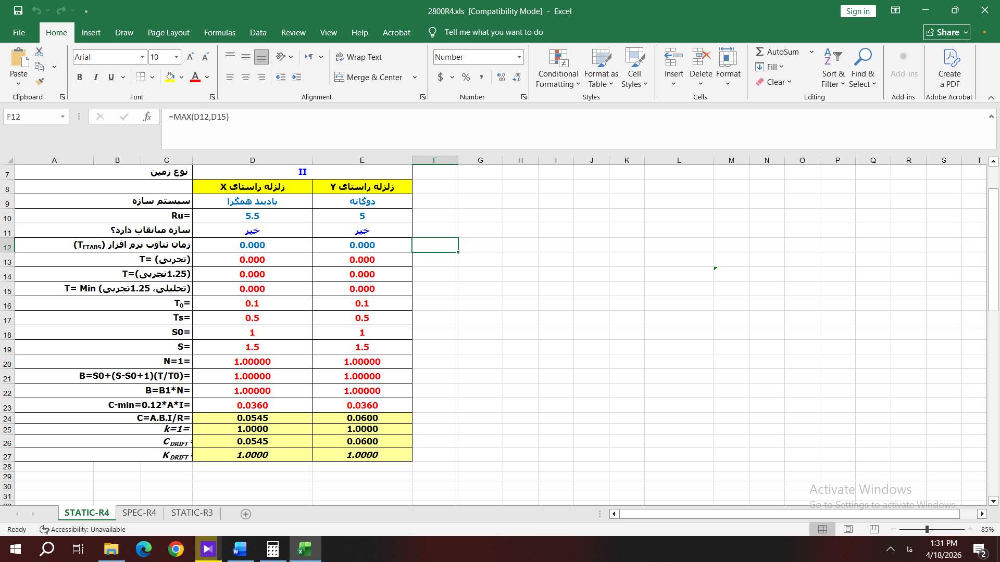 2800R4.xls [Compatibility Mode] - Excel
Sign in
File Home Insert Draw Page Layout Formulas Data Review View Help Acrobat Tell me what you want to do
Share
Paste
Clipboard
Arial 10
B I U
Font
ab Wrap Text
Merge & Center
Alignment
Number
$ % ,
Number
Conditional Formatting
Format as Table
Cell Styles
Styles
Insert Delete Format
Cells
AutoSum
Fill
Clear
Sort & Filter
Find & Select
Editing
Add-ins
Add-ins
Create a PDF
Adobe Acrobat
F12 fx =MAX(D12,D15)
A B C D E F G H I J K L M N O P Q R S T
7 نوع زمین II
8 زلزله راستای X زلزله راستای Y
9 سیستم سازه بادبند همگرا دوگانه
10 Ru= 5.5 5
11 سازه میانقاب دارد؟ خیر خیر
12 زمان تناوب نرم افزار (TETABS) 0.000 0.000
13 T= (تجربی) 0.000 0.000
14 T=(1.25تجربی) 0.000 0.000
15 T= Min (تحلیلی، 1.25تجربی) 0.000 0.000
16 T0= 0.1 0.1
17 Ts= 0.5 0.5
18 S0= 1 1
19 S= 1.5 1.5
20 N=1= 1.00000 1.00000
21 B=S0+(S-S0+1)(T/T0)= 1.00000 1.00000
22 B=B1*N= 1.00000 1.00000
23 C-min=0.12*A*I= 0.0360 0.0360
24 C=A.B.I/R= 0.0545 0.0600
25 k=1= 1.0000 1.0000
26 C DRIFT = 0.0545 0.0600
27 K DRIFT = 1.0000 1.0000
28
29
30
31
Activate Windows
Go to Settings to activate Windows.
STATIC-R4 SPEC-R4 STATIC-R3
Ready Accessibility: Unavailable 85%
فا
1:31 PM
4/18/2026
2